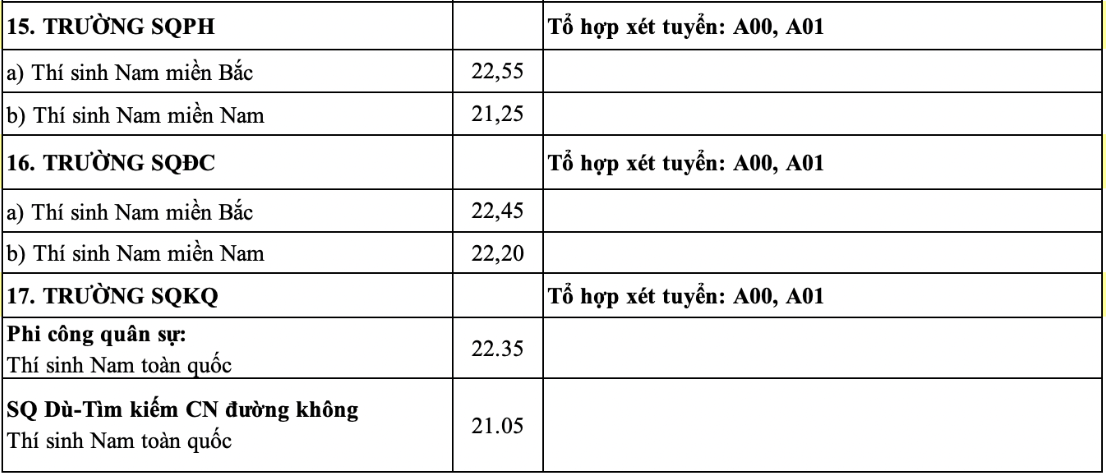 15. TRƯỜNG SQPH Tổ hợp xét tuyển: A00, A01
a) Thí sinh Nam miền Bắc 22,55
b) Thí sinh Nam miền Nam 21,25
16. TRƯỜNG SQĐC Tổ hợp xét tuyển: A00, A01
a) Thí sinh Nam miền Bắc 22,45
b) Thí sinh Nam miền Nam 22,20
17. TRƯỜNG SQKQ Tổ hợp xét tuyển: A00, A01
Phi công quân sự:
Thí sinh Nam toàn quốc 22.35
SQ Dù-Tìm kiếm CN đường không
Thí sinh Nam toàn quốc 21.05